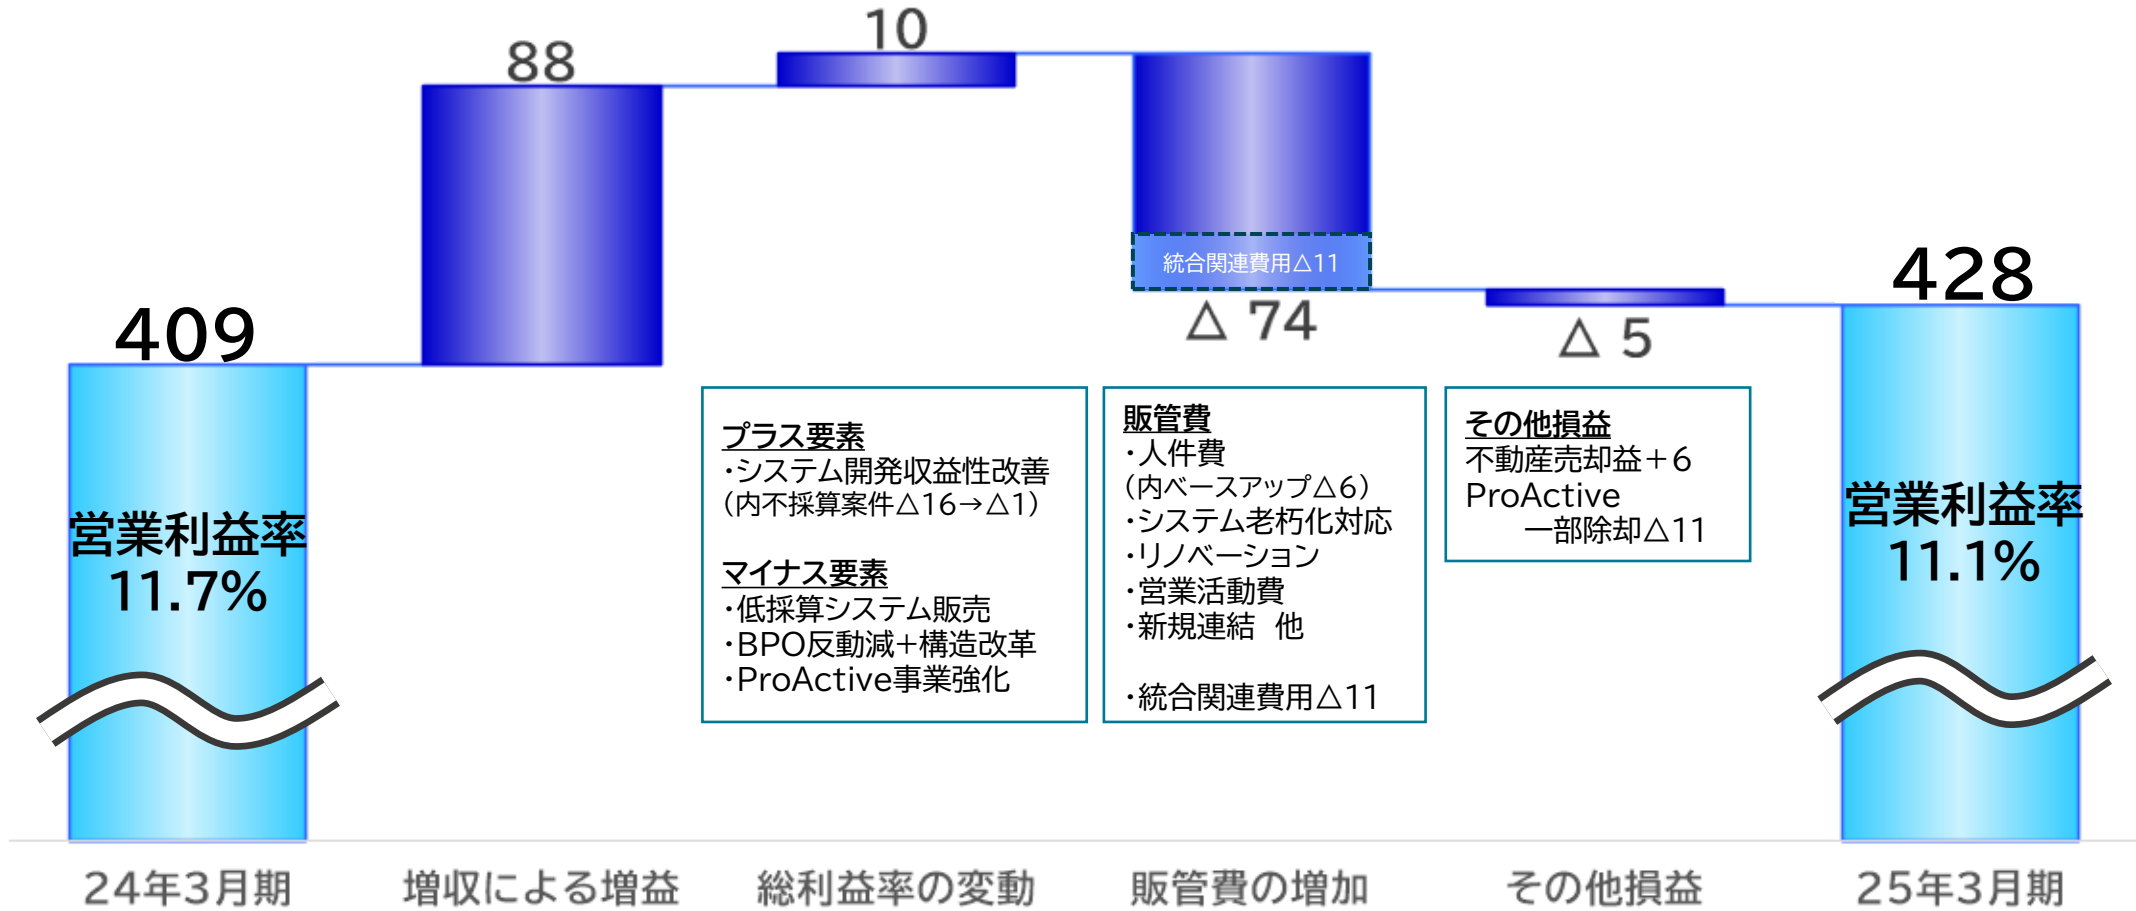 10
88
統合関連費用△11
428
409
△ 74
△ 5
営業利益率
11.7%
プラス要素
・システム開発収益性改善
（内不採算案件△16→△1）
マイナス要素
・低採算システム販売
・BPO反動減＋構造改革
・ProActive事業強化
販管費
・人件費
（内ベースアップ△6）
・システム老朽化対応
・リノベーション
・営業活動費
・新規連結　他
・統合関連費用△11
その他損益
不動産売却益＋6
ProActive
一部除却△11
営業利益率
11.1%
24年3月期
増収による増益
総利益率の変動
販管費の増加
その他損益
25年3月期